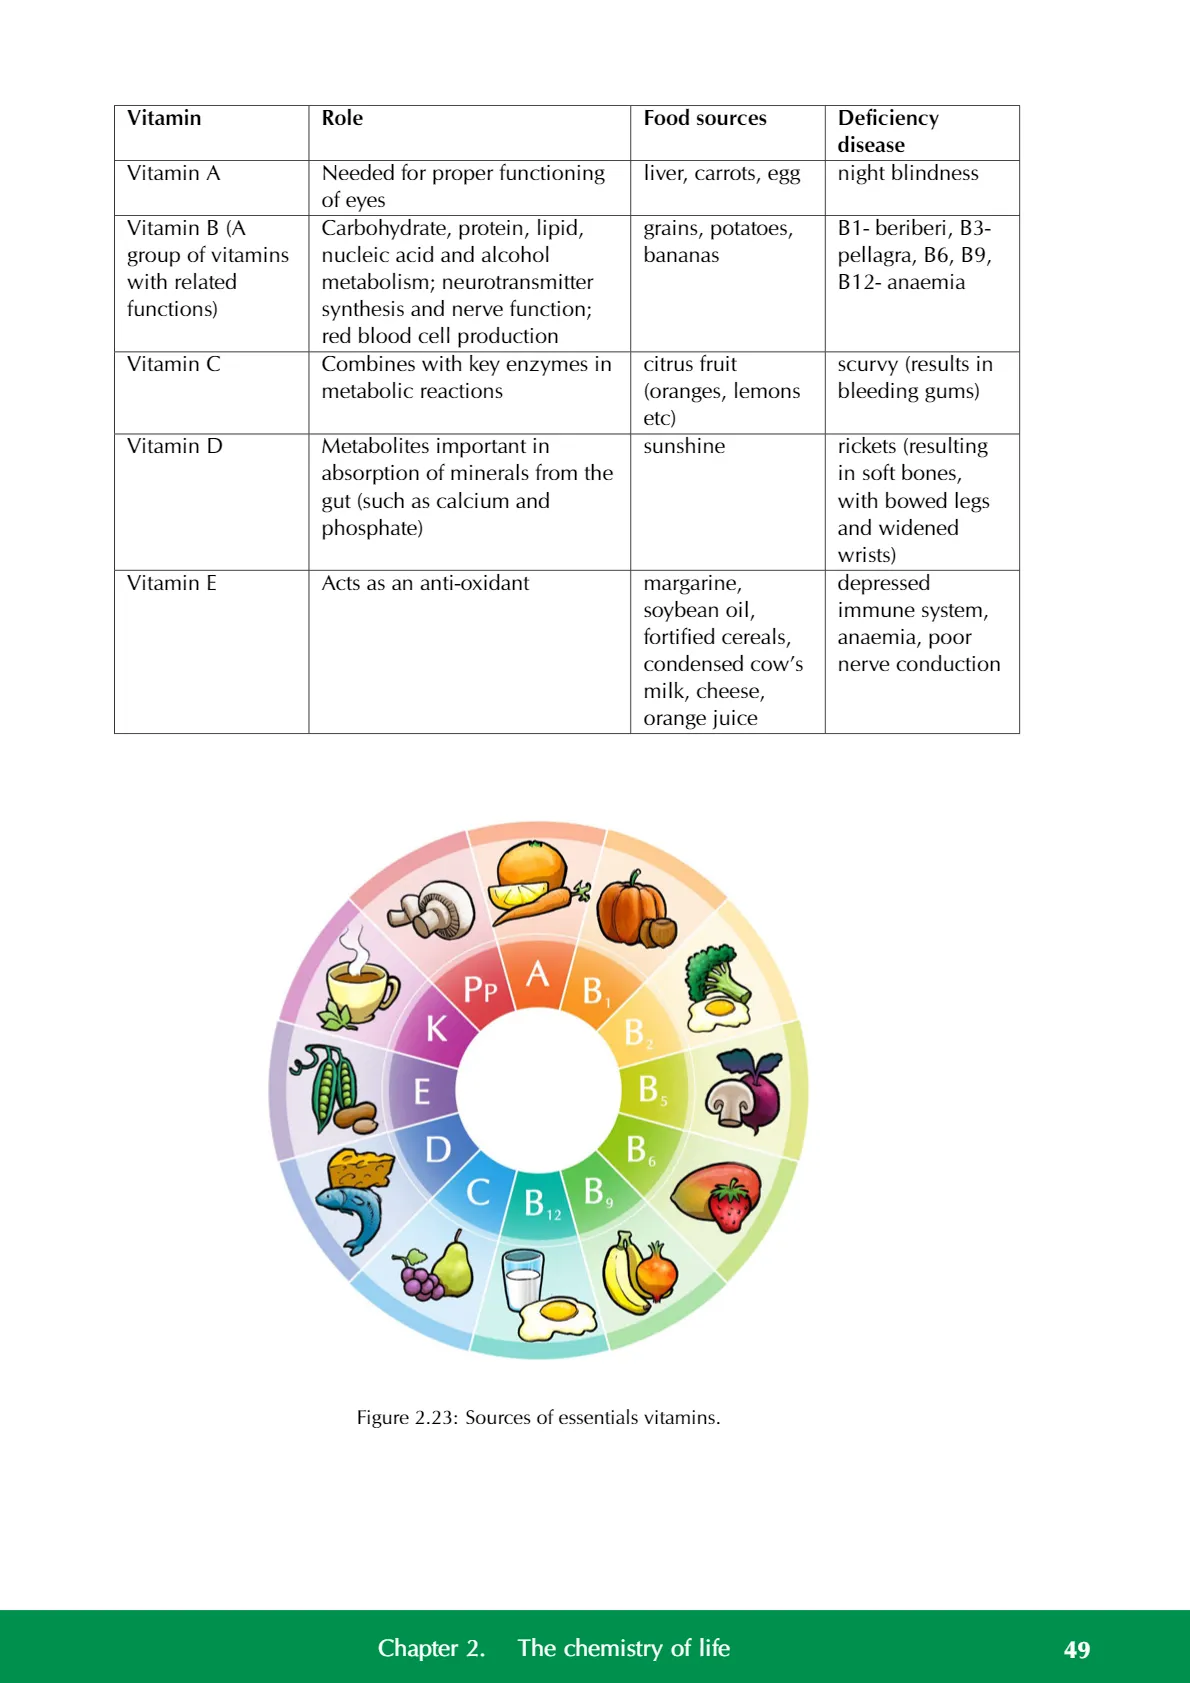 Vitamin Role Food sources Deficiency
disease
Vitamin A Needed for proper functioning liver, carrots, egg night blindness
of eyes
Vitamin B (A Carbohydrate, protein, lipid, grains, potatoes, B1- beriberi, B3-
group of vitamins nucleic acid and alcohol bananas pellagra, B6, B9,
with related metabolism; neurotransmitter B12- anaemia
functions) synthesis and nerve function;
red blood cell production
Vitamin C Combines with key enzymes in citrus fruit scurvy (results in
metabolic reactions (oranges, lemons bleeding gums)
etc)
Vitamin D Metabolites important in sunshine rickets (resulting
absorption of minerals from the in soft bones,
gut (such as calcium and with bowed legs
phosphate) and widened
wrists)
Vitamin E Acts as an anti-oxidant margarine, depressed
soybean oil, immune system,
fortified cereals, anaemia, poor
condensed cow’s nerve conduction
milk, cheese,
orange juice
A
B1
B2
B5
B6
B9
B12
C
D
E
K
PP
Figure 2.23: Sources of essentials vitamins.
Chapter 2. The chemistry of life 49